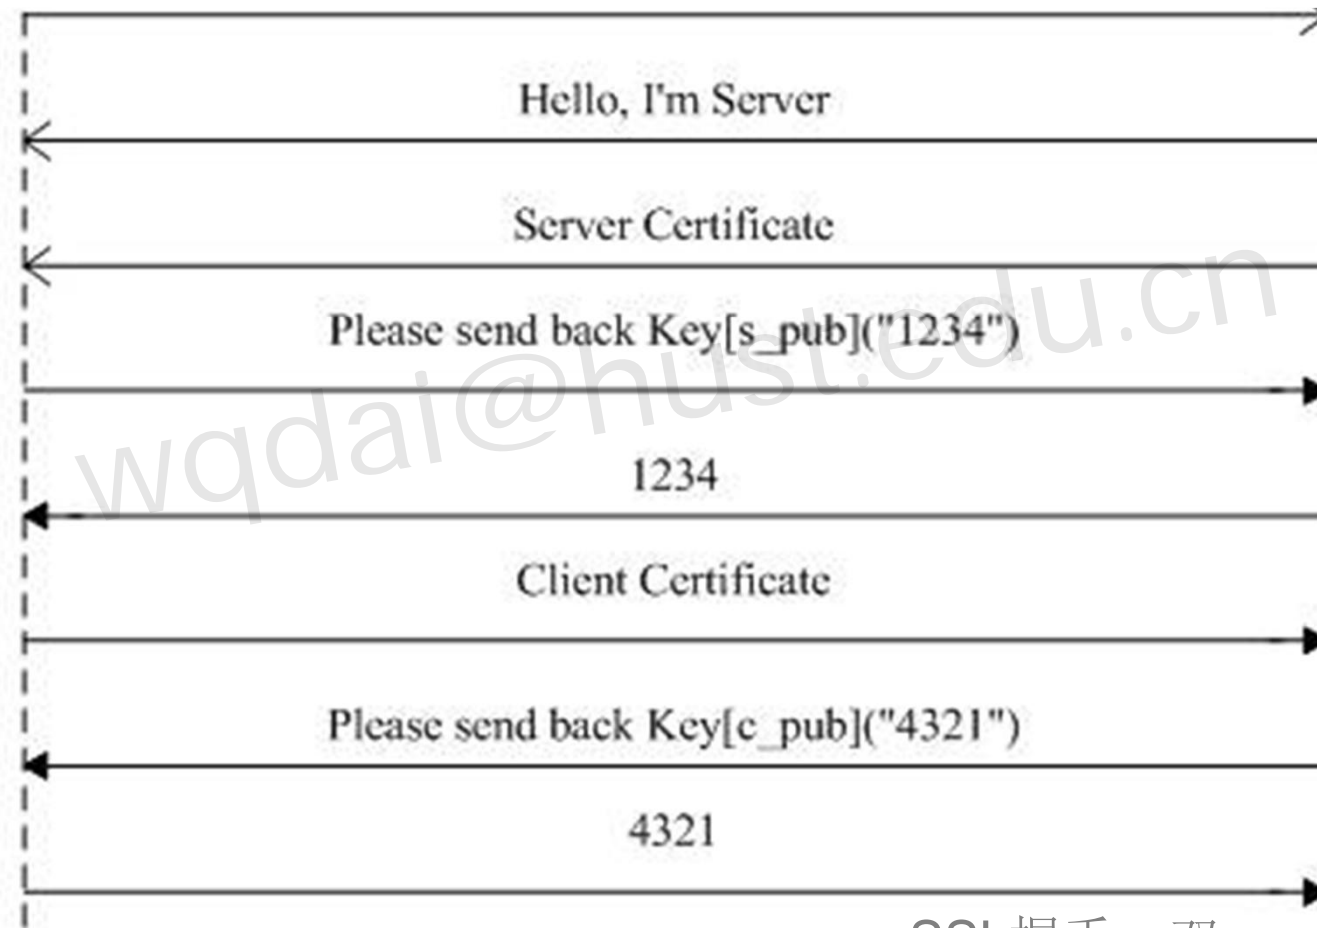 Hello, I'm Server
Server Certificate
Please send back Key[s_pub]("1234")
wqdai@hust.edu.cn
1234
Client Certificate
Please send back Key[c_pub]("4321")
4321